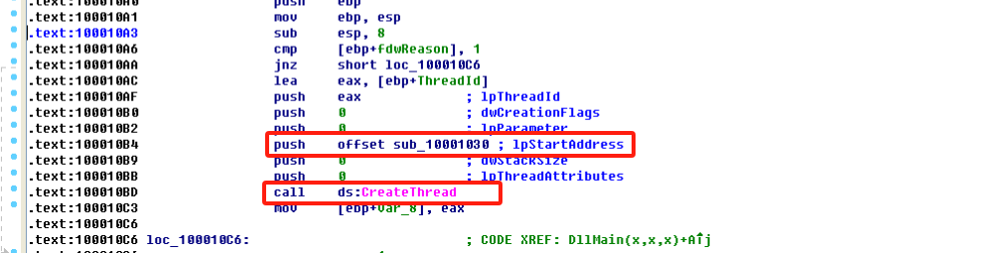 .text:100010A0 push ebp
.text:100010A1 mov ebp, esp
.text:100010A3 sub esp, 8
.text:100010A6 cmp [ebp+fdwReason], 1
.text:100010AA jnz short loc_100010C6
.text:100010AC lea eax, [ebp+ThreadId]
.text:100010AF push eax ; lpThreadId
.text:100010B0 push 0 ; dwCreationFlags
.text:100010B2 push 0 ; lpParameter
.text:100010B4 push offset sub_10001030 ; lpStartAddress
.text:100010B9 push 0 ; dwStackSize
.text:100010BB push 0 ; lpThreadAttributes
.text:100010BD call ds:CreateThread
.text:100010C3 mov [ebp+var_8], eax
.text:100010C6
.text:100010C6 loc_100010C6: ; CODE XREF: DllMain(x,x,x)+A↑j